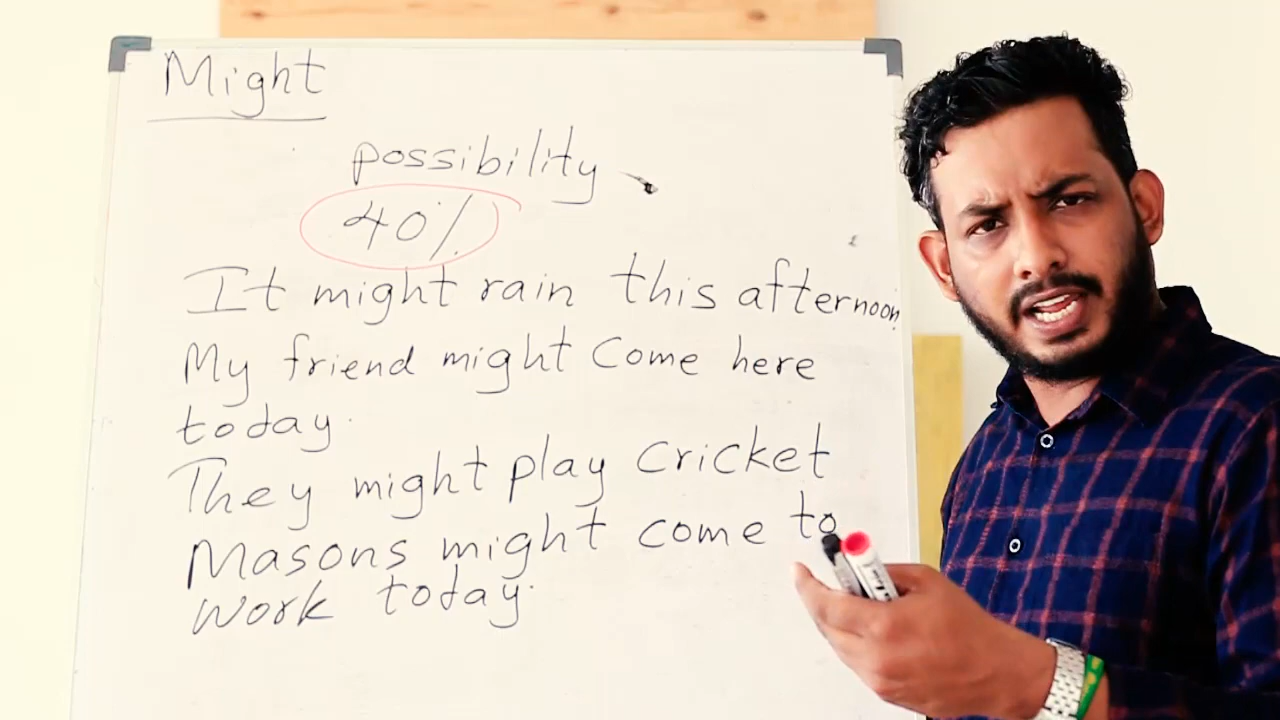 Might
possibility
40%
It might rain this afternoon.
My friend might Come here
today.
They might play Cricket
Masons might come to
work today.